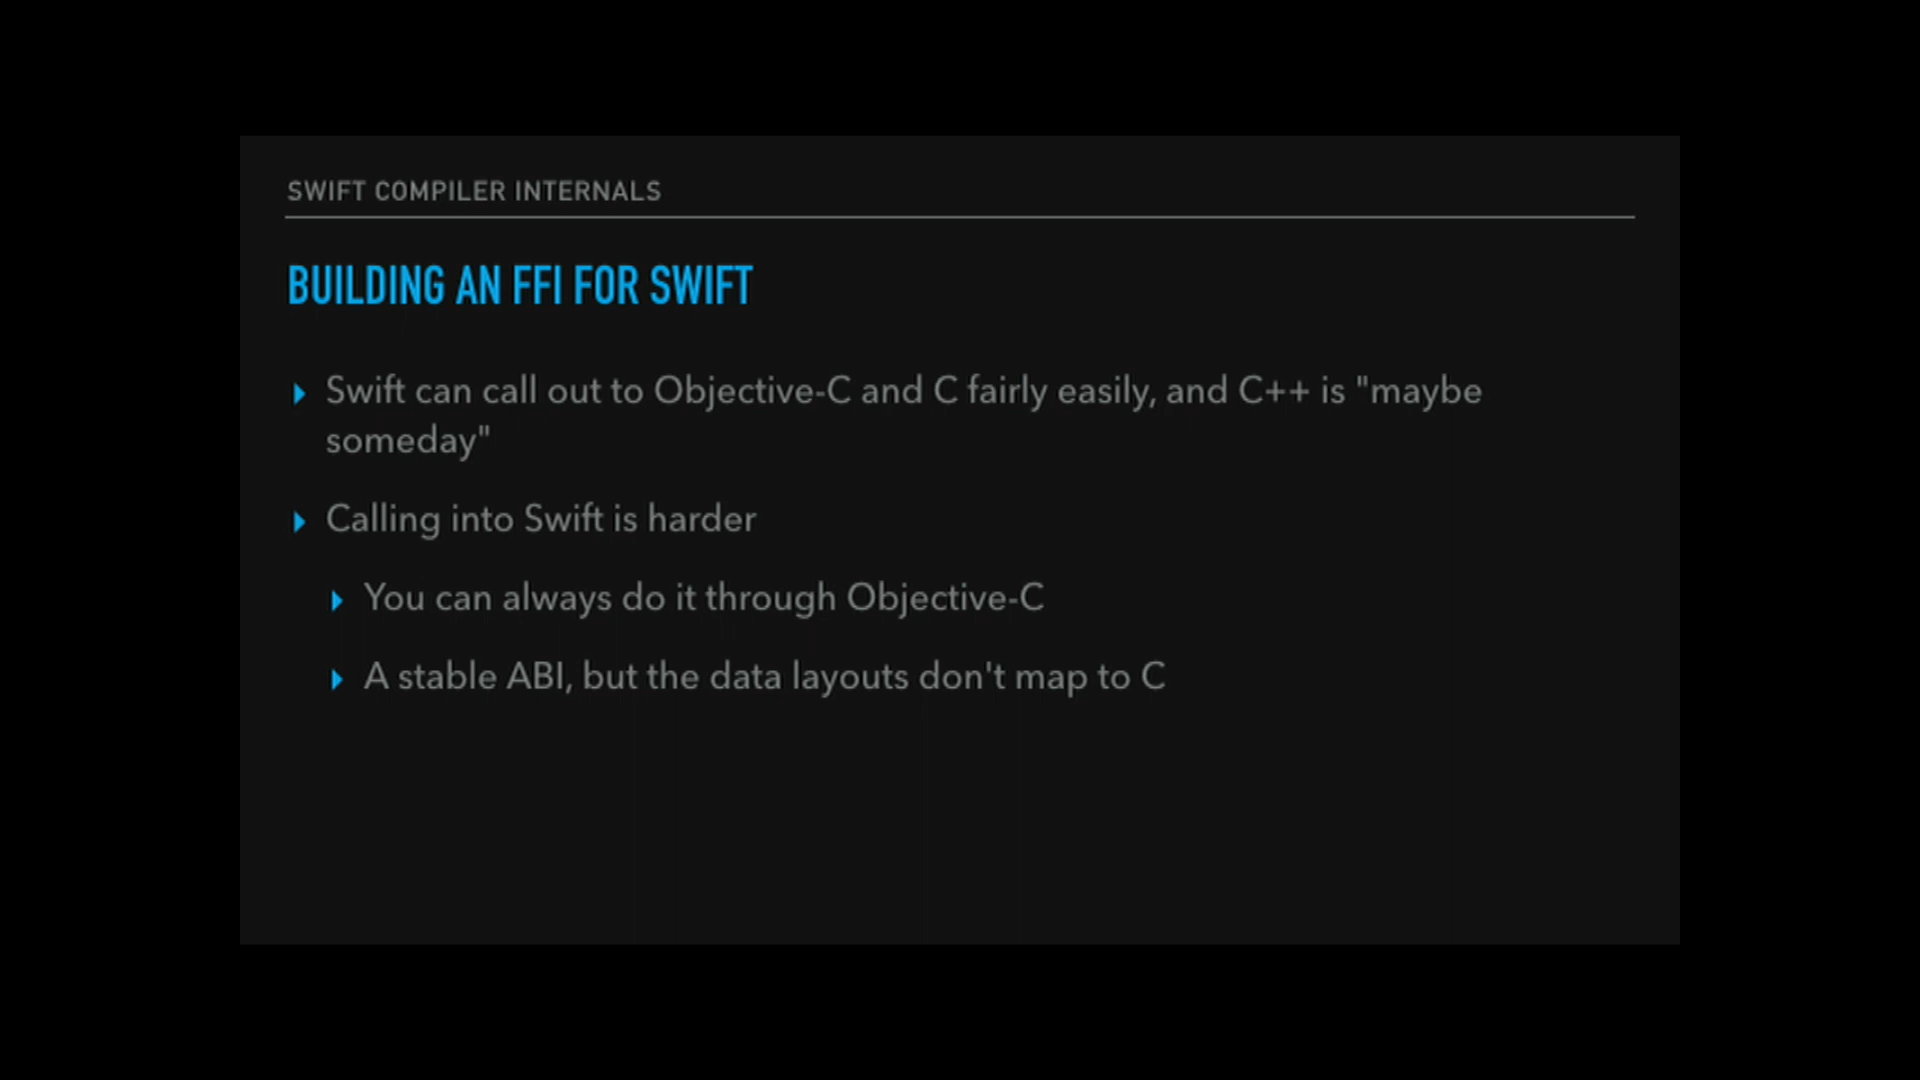 SWIFT COMPILER INTERNALS
BUILDING AN FFI FOR SWIFT
Swift can call out to Objective-C and C fairly easily, and C++ is "maybe
someday"
Calling into Swift is harder
You can always do it through Objective-C
A stable ABI, but the data layouts don't map to C